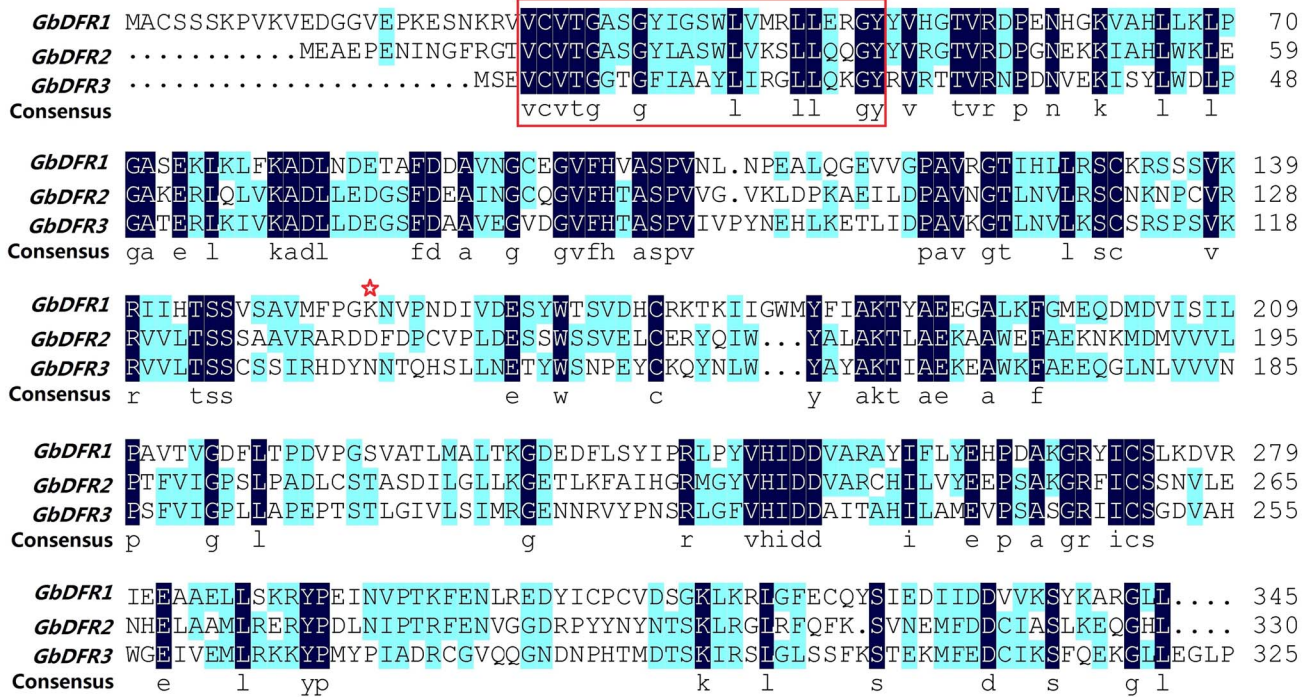 GbDFR1 MACSSSKPVKVEDGGVEPKESNKRVVCVTGASGYIGSWLVMRLLERGYYVHGTVRDPENHGKVAHLLKLP 70
GbDFR2 ...........MEAEPENINGFRGTVCVTGASGYLASWLVKSLLQQGYYVRGTVRDPGNEKKIAHLWKLE 59
GbDFR3 ......................MSEVCVTGGTGFIAAYLIRGLLQKGYRVRTTVRNPDNVEKISYLWDLP 48
Consensus vcvtg g l ll gy v tvr p n k l l
GbDFR1 GASEKLKLFKADLNDETAFDDAVNGCEGVFHVASPVNL.NPEALQGEVVGPAVRGTIHLLRSCKRSSSVK 139
GbDFR2 GAKERLQLVKADLLEDGSFDEAINGCQGVFHTASPVVG.VKLDPKAEILDPAVNGTLNVLRSCNKNPCVR 128
GbDFR3 GATERLKIVKADLLDEGSFDAAVEGVDGVFHTASPVIVPYNEHLKETLIDPAVKGTLNVLKSCSRSPSVK 118
Consensus ga e l kadl fd a g gvfh aspv pav gt l sc v
☆
GbDFR1 RIIHTSSVSAVMFPGKNVPNDIVDESYWTSVDHCRKTKIIGWMYFIAKTYAEEGALKFGMEQDMDVISIL 209
GbDFR2 RVVLTSSSAAVRARDDFDPCVPLDESSWSSVELCERYQIW...YALAKTLAEKAAWEFAEKNKMDMVVVL 195
GbDFR3 RVVLTSSCSSIRHDYNNTQHSLLNETYWSNPEYCKQYNLW...YAYAKTIAEKEAWKFAEEQGLNLVVVN 185
Consensus r tss e w c y akt ae a f
GbDFR1 PAVTVGDFLTPDVPGSVATLMALTKGDEDFLSYIPRLPYVHIDDVARAYIFLYEHPDAKGRYICSLKDVR 279
GbDFR2 PTFVIGPSLPADLCSTASDILGLLKGETLKFAIHGRMGYVHIDDVARCHILVYEEPSAKGRFICSSNVLE 265
GbDFR3 PSFVIGPLLAPEPTSTLGIVLSIMRGENNRVYPNSRLGFVHIDDAITAHILAMEVPSASGRIICSGDVAH 255
Consensus p g l g r vhidd i e p a gr ics
GbDFR1 IEEAAELLSKRYPEINVPTKFENLREDYICPCVDSGKLKRLGFECQYSIEDIIDDVVKSYKARGLL.... 345
GbDFR2 NHELAAMLRERYPDLNIPTRFENVGGDRPYYNYNTSKLRGLRFQFK.SVNEMFDDCIASLKEQGHL.... 330
GbDFR3 WGEIVEMLRKKYPMYPIADRCGVQQGNDNPHTMDTSKIRSLGLSSFKSTEKMFEDCIKSFQEKGLLEGLP 325
Consensus e l yp k l s d s g l